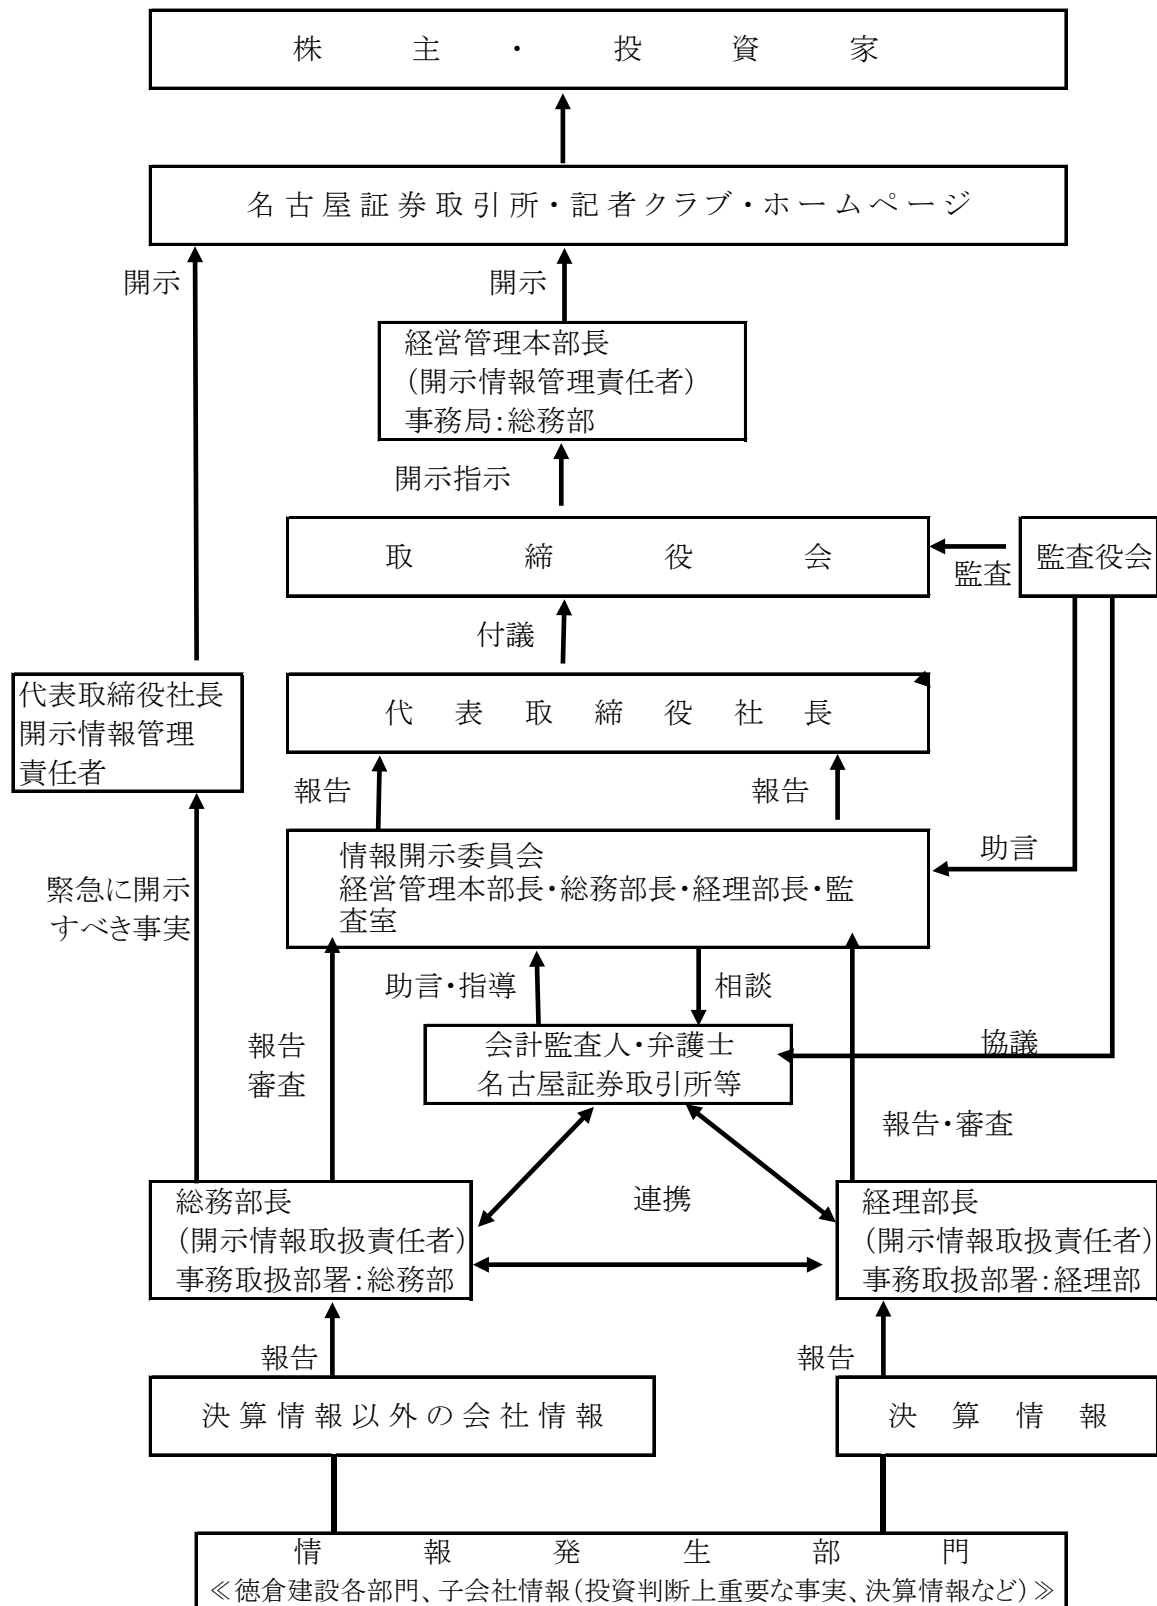 株主・投資家
名古屋証券取引所・記者クラブ・ホームページ
開示
開示
経営管理本部長
(開示情報管理責任者)
事務局:総務部
開示指示
取締役会
監査役会
監査
付議
代表取締役社長
開示情報管理
責任者
代表取締役社長
報告
報告
情報開示委員会
経営管理本部長・総務部長・経理部長・監
査室
助言
緊急に開示
すべき事実
助言・指導
相談
会計監査人・弁護士
名古屋証券取引所等
協議
報告
審査
報告・審査
連携
総務部長
(開示情報取扱責任者)
事務取扱部署:総務部
経理部長
(開示情報取扱責任者)
事務取扱部署:経理部
報告
報告
決算情報以外の会社情報
決算情報
情報発生部門
≪徳倉建設各部門、子会社情報(投資判断上重要な事実、決算情報など)≫